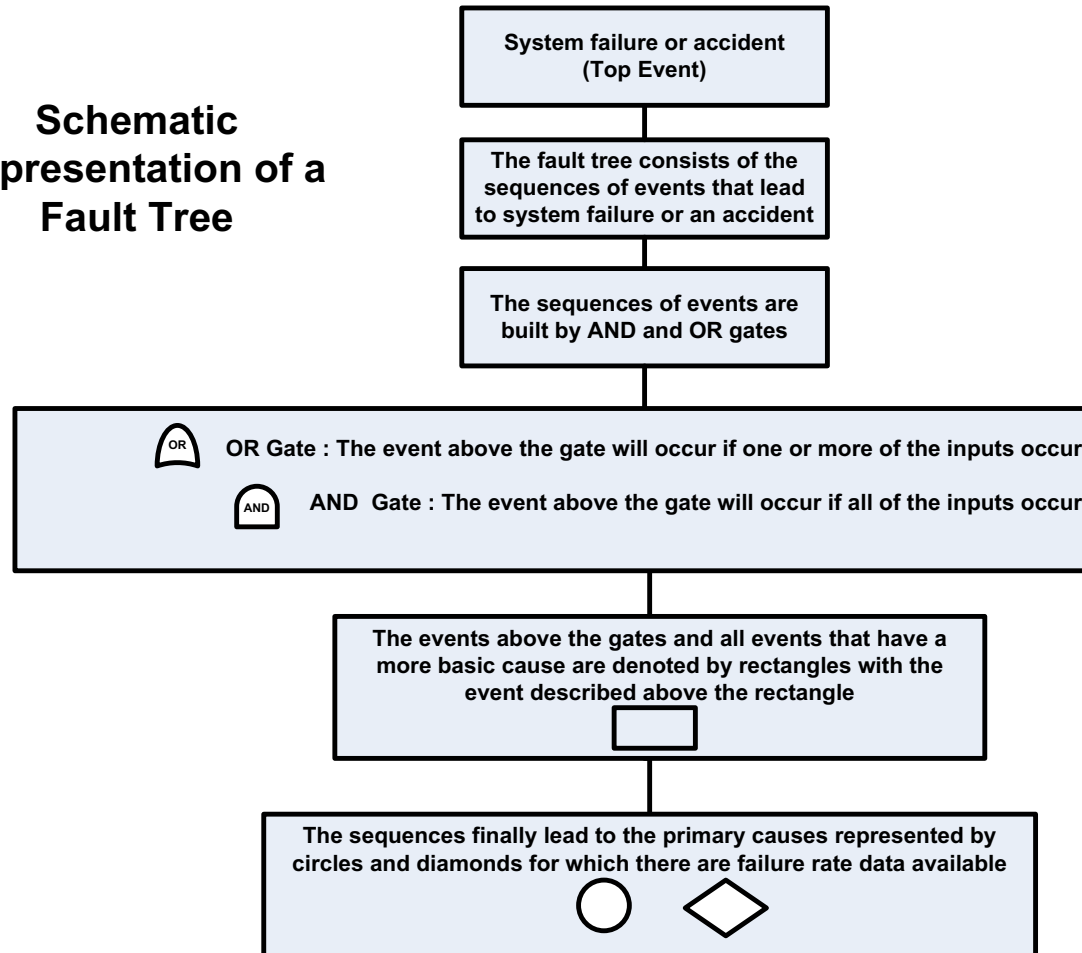 System failure or accident
(Top Event)
Schematic
presentation of a
Fault Tree
The fault tree consists of the
sequences of events that lead
to system failure or an accident
The sequences of events are
built by AND and OR gates
OR
OR Gate : The event above the gate will occur if one or more of the inputs occur
AND
AND Gate : The event above the gate will occur if all of the inputs occur
The events above the gates and all events that have a
more basic cause are denoted by rectangles with the
event described above the rectangle
The sequences finally lead to the primary causes represented by
circles and diamonds for which there are failure rate data available